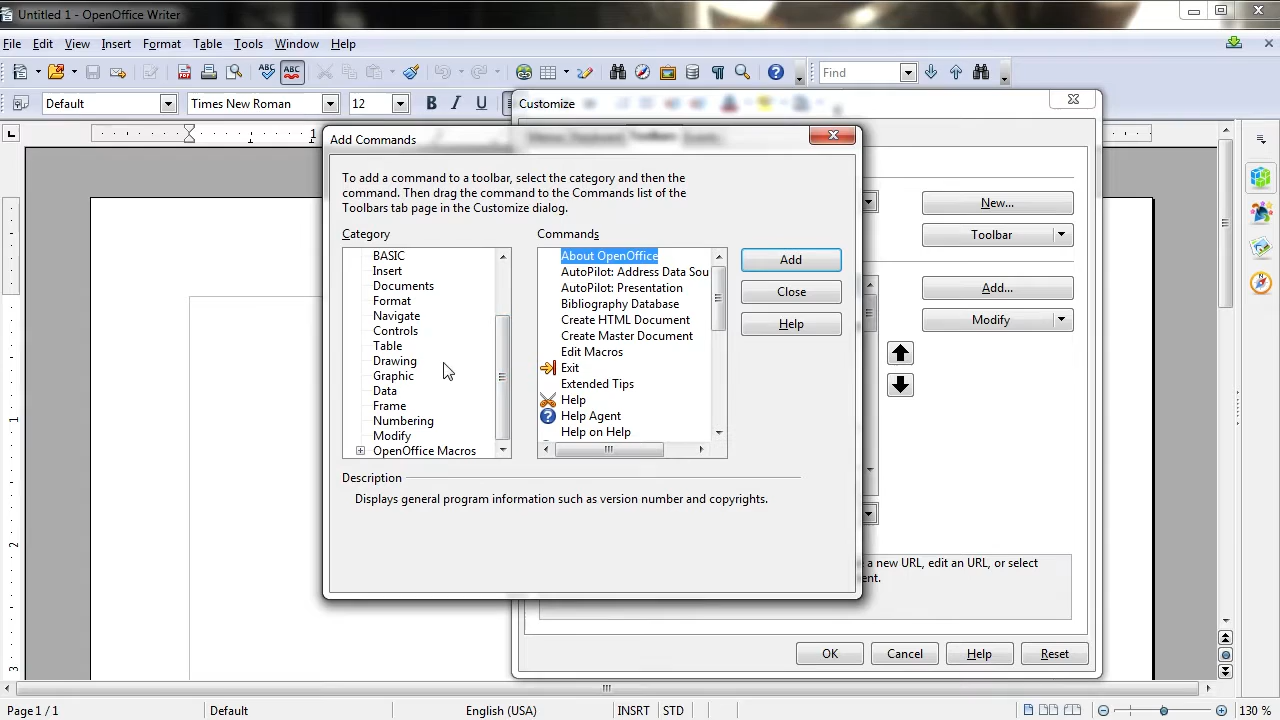 Untitled 1 - OpenOffice Writer
File Edit View Insert Format Table Tools Window Help
ABC ABC Find
Default Times New Roman 12 B I U
Customize
1
Add Commands
To add a command to a toolbar, select the category and then the
command. Then drag the command to the Commands list of the
Toolbars tab page in the Customize dialog.
Category
BASIC
Insert
Documents
Format
Navigate
Controls
Table
Drawing
Graphic
Data
Frame
Numbering
Modify
OpenOffice Macros
Commands
About OpenOffice
AutoPilot: Address Data Sou
AutoPilot: Presentation
Bibliography Database
Create HTML Document
Create Master Document
Edit Macros
Exit
Extended Tips
Help
Help Agent
Help on Help
Add
Close
Help
Description
Displays general program information such as version number and copyrights.
New...
Toolbar
Add...
Modify
a new URL, edit an URL, or select
ent.
OK Cancel Help Reset
1
2
3
Page 1 / 1 Default English (USA) INSRT STD 130 %